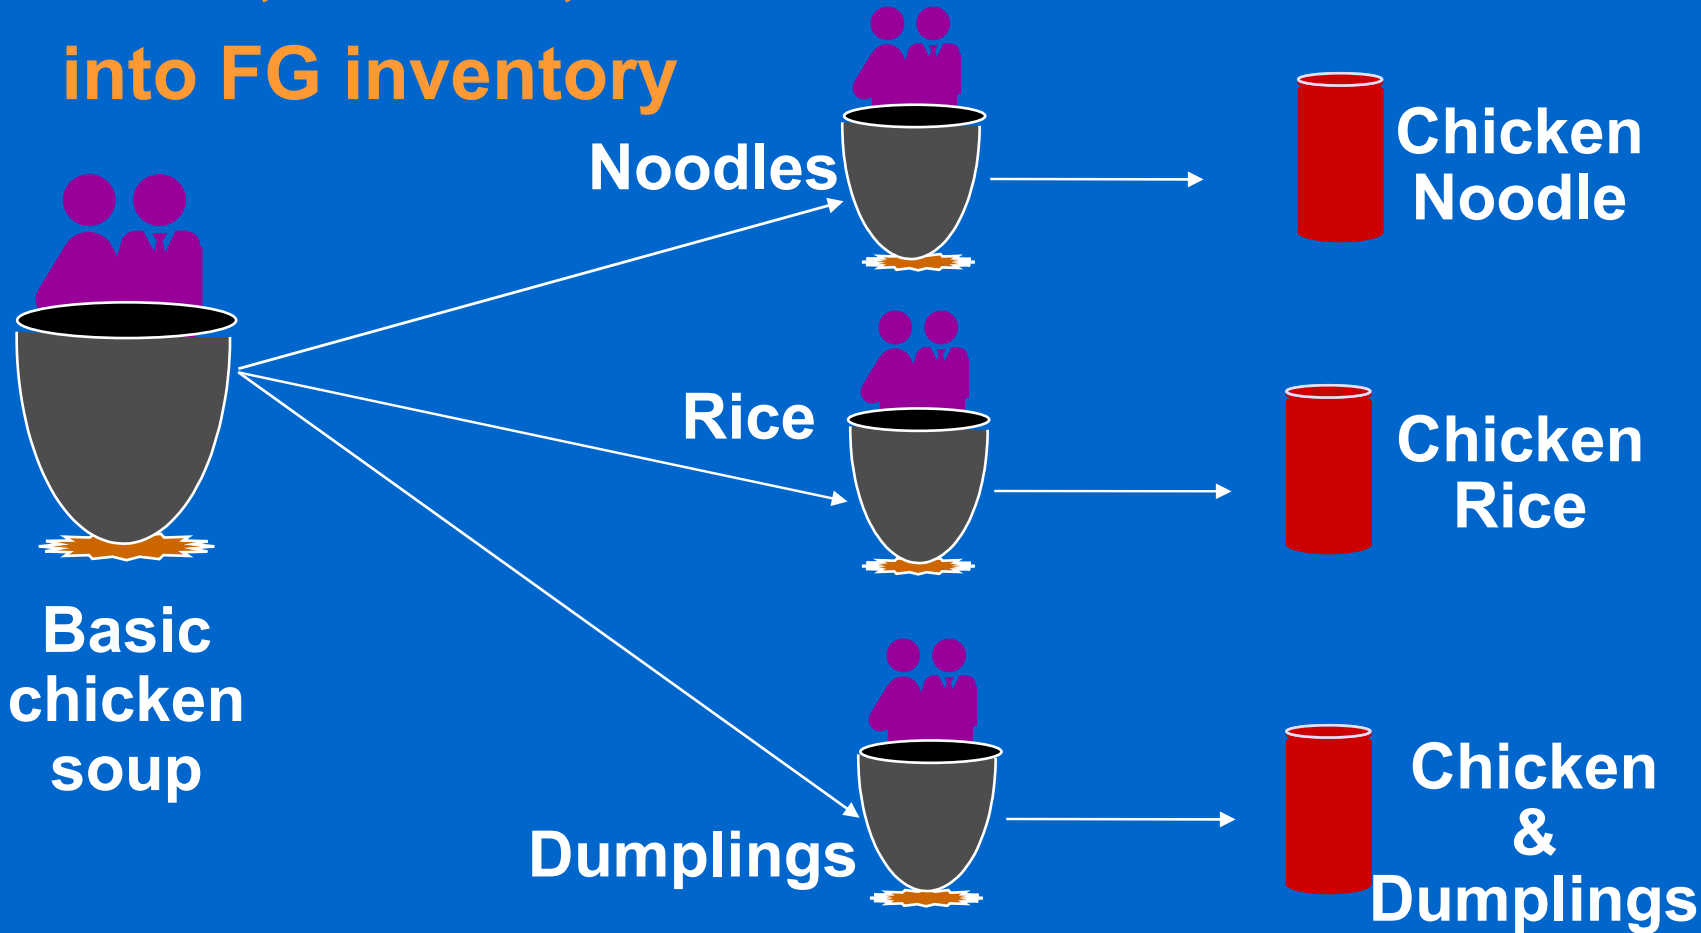 into FG inventory
Noodles
Chicken
Noodle
Rice
Chicken
Rice
Basic
chicken
soup
Dumplings
Chicken
&
Dumplings